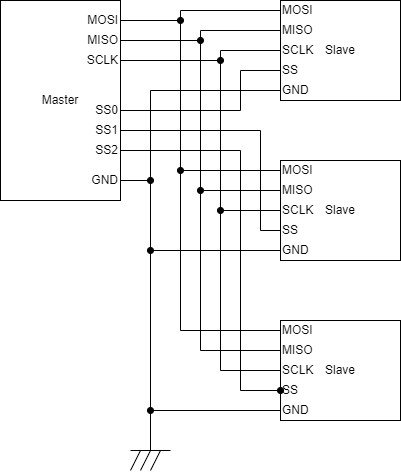 MOSI
MISO
SCLK
Master
SS0
SS1
SS2
GND
MOSI
MISO
SCLK Slave
SS
GND
MOSI
MISO
SCLK Slave
SS
GND
MOSI
MISO
SCLK Slave
SS
GND